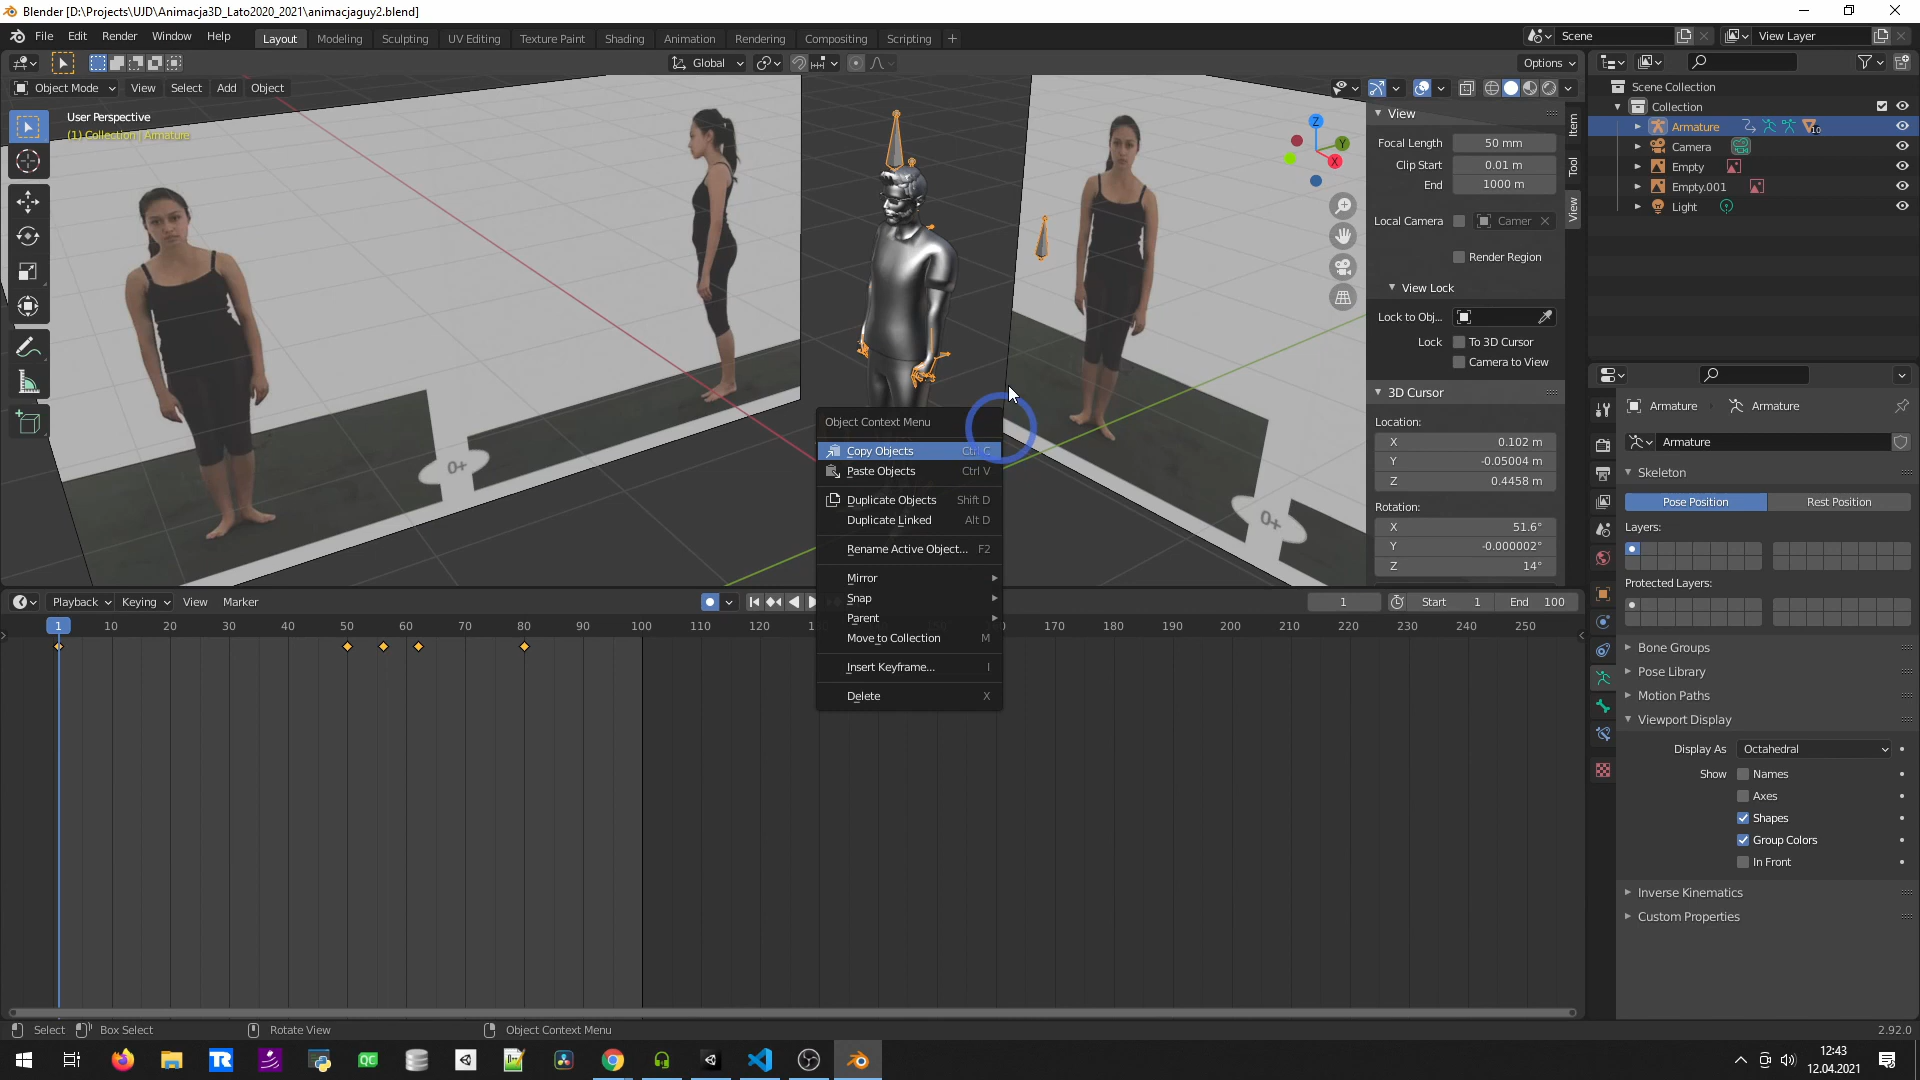 Blender [D:\Projects\UJD\Animacja3D_Lato2020_2021\animacjaguy2.blend]
File Edit Render Window Help Layout Modeling Sculpting UV Editing Texture Paint Shading Animation Rendering Compositing Scripting + Scene View Layer
Global Options
Object Mode View Select Add Object
User Perspective
(1) Collection | Armature
View
Focal Length 50 mm
Clip Start 0.01 m
End 1000 m
Local Camera Camer
Render Region
View Lock
Lock to Obj...
Lock To 3D Cursor
Camera to View
3D Cursor
Location:
X 0.102 m
Y -0.05004 m
Z 0.4458 m
Rotation:
X 51.6°
Y -0.000002°
Z 14°
Item
Tool
View
Z
Y
X
0+
0+
Object Context Menu
Copy Objects Ctrl C
Paste Objects Ctrl V
Duplicate Objects Shift D
Duplicate Linked Alt D
Rename Active Object... F2
Mirror
Snap
Parent
Move to Collection M
Insert Keyframe... I
Delete X
Scene Collection
Collection
Armature 10
Camera
Empty
Empty.001
Light
Armature Armature
Armature
Skeleton
Pose Position Rest Position
Layers:
Protected Layers:
Bone Groups
Pose Library
Motion Paths
Viewport Display
Display As Octahedral
Show Names
Axes
Shapes
Group Colors
In Front
Inverse Kinematics
Custom Properties
Playback Keying View Marker 1 Start 1 End 100
1 10 20 30 40 50 60 70 80 90 100 110 120 170 180 190 200 210 220 230 240 250
Select Box Select Rotate View Object Context Menu 2.92.0
TR QC
12:43
12.04.2021